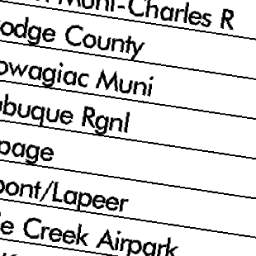 Muni-Charles R
odge County
owagiac Muni
ubuque Rgnl
page
pont/Lapeer
e Creek Airpark